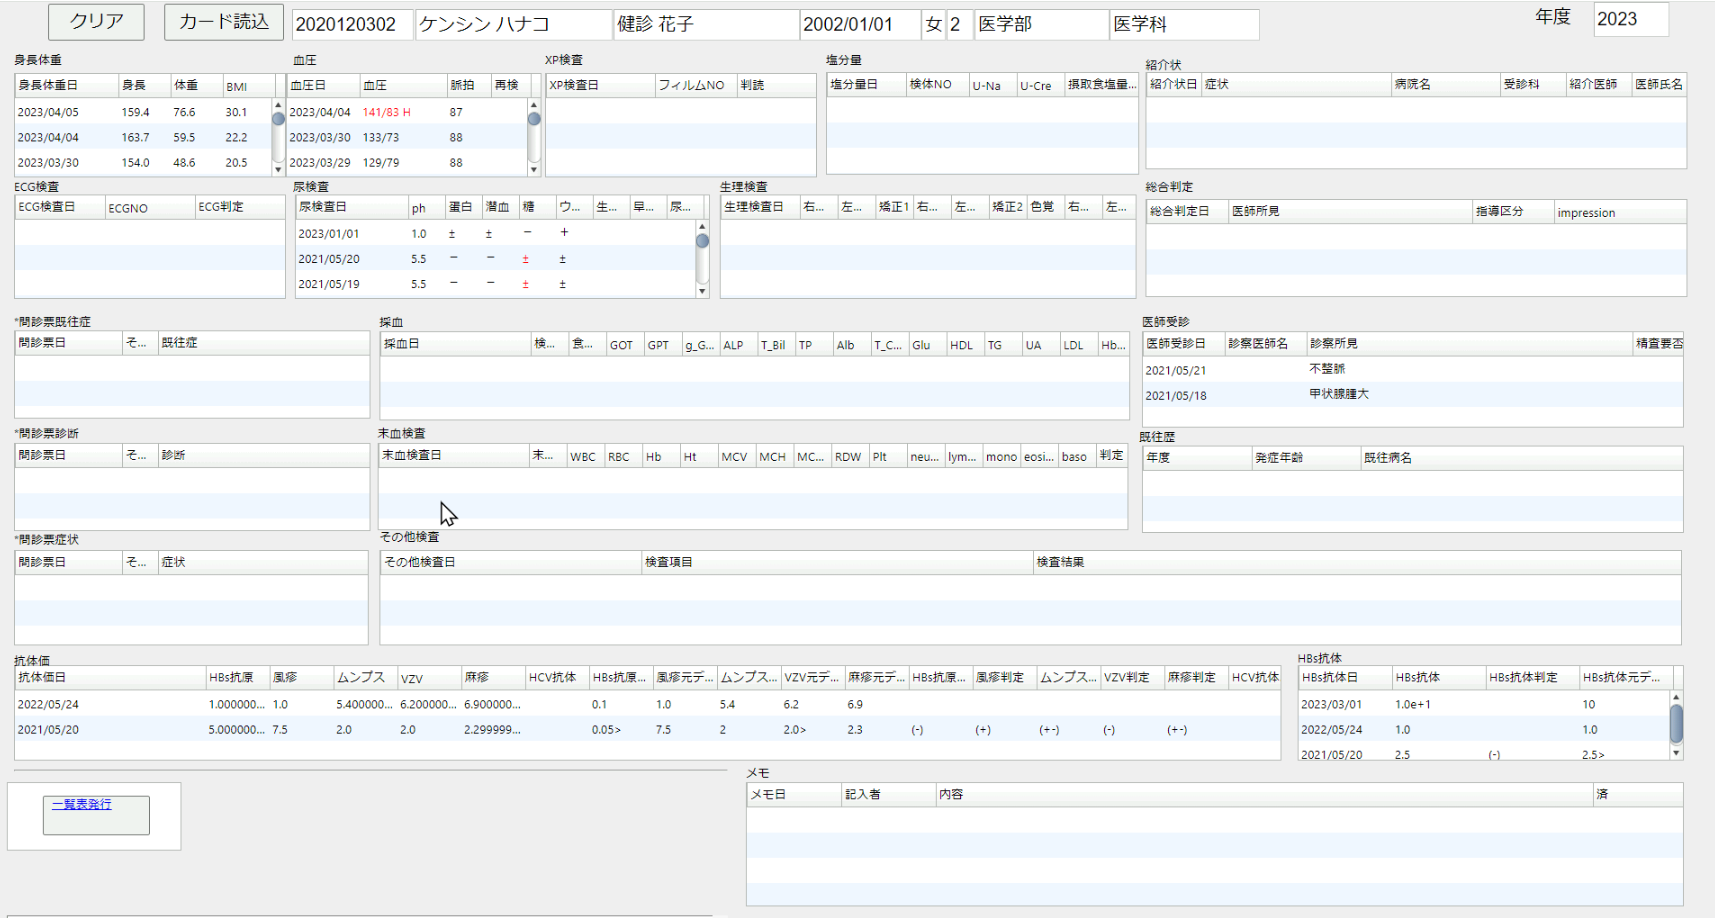 クリア カード読込 2020120302 ケンシン ハナコ 健診 花子 2002/01/01 女 2 医学部 医学科 年度 2023
身長体重
身長体重日 身長 体重 BMI
2023/04/05 159.4 76.6 30.1
2023/04/04 163.7 59.5 22.2
2023/03/30 154.0 48.6 20.5
血圧
血圧日 血圧 脈拍 再検
2023/04/04 141/83 H 87
2023/03/30 133/73 88
2023/03/29 129/79 88
XP検査
XP検査日 フィルムNO 判読
塩分量
塩分量日 検体NO U-Na U-Cre 摂取食塩量...
紹介状
紹介状日 症状 病院名 受診科 紹介医師 医師氏名
ECG検査
ECG検査日 ECGNO ECG判定
尿検査
尿検査日 ph 蛋白 潜血 糖 ウ... 生... 早... 尿...
2023/01/01 1.0 ± ± − +
2021/05/20 5.5 − − ± ±
2021/05/19 5.5 − − ± ±
生理検査
生理検査日 右... 左... 矯正1 右... 左... 矯正2 色覚 右... 左...
総合判定
総合判定日 医師所見 指導区分 impression
*問診票既往症
問診票日 そ... 既往症
採血
採血日 検... 食... GOT GPT g_G... ALP T_Bil TP Alb T_C... Glu HDL TG UA LDL Hb...
医師受診
医師受診日 診察医師名 診察所見 精査要否
2021/05/21 不整脈
2021/05/18 甲状腺腫大
*問診票診断
問診票日 そ... 診断
末血検査
末血検査日 末... WBC RBC Hb Ht MCV MCH MC... RDW Plt neu... lym... mono eosi... baso 判定
既往歴
年度 発症年齢 既往病名
*問診票症状
問診票日 そ... 症状
その他検査
その他検査日 検査項目 検査結果
抗体価
抗体価日 HBs抗原 風疹 ムンプス VZV 麻疹 HCV抗体 HBs抗原... 風疹元デ... ムンプス... VZV元デ... 麻疹元デ... HBs抗原... 風疹判定 ムンプス... VZV判定 麻疹判定 HCV抗体
2022/05/24 1.000000... 1.0 5.400000... 6.200000... 6.900000... 0.1 1.0 5.4 6.2 6.9
2021/05/20 5.000000... 7.5 2.0 2.0 2.299999... 0.05> 7.5 2 2.0> 2.3 (-) (+) (+-) (-) (+-)
HBs抗体
HBs抗体日 HBs抗体 HBs抗体判定 HBs抗体元デ...
2023/03/01 1.0e+1 10
2022/05/24 1.0 1.0
2021/05/20 2.5 (-) 2.5>
一覧表発行
メモ
メモ日 記入者 内容 済